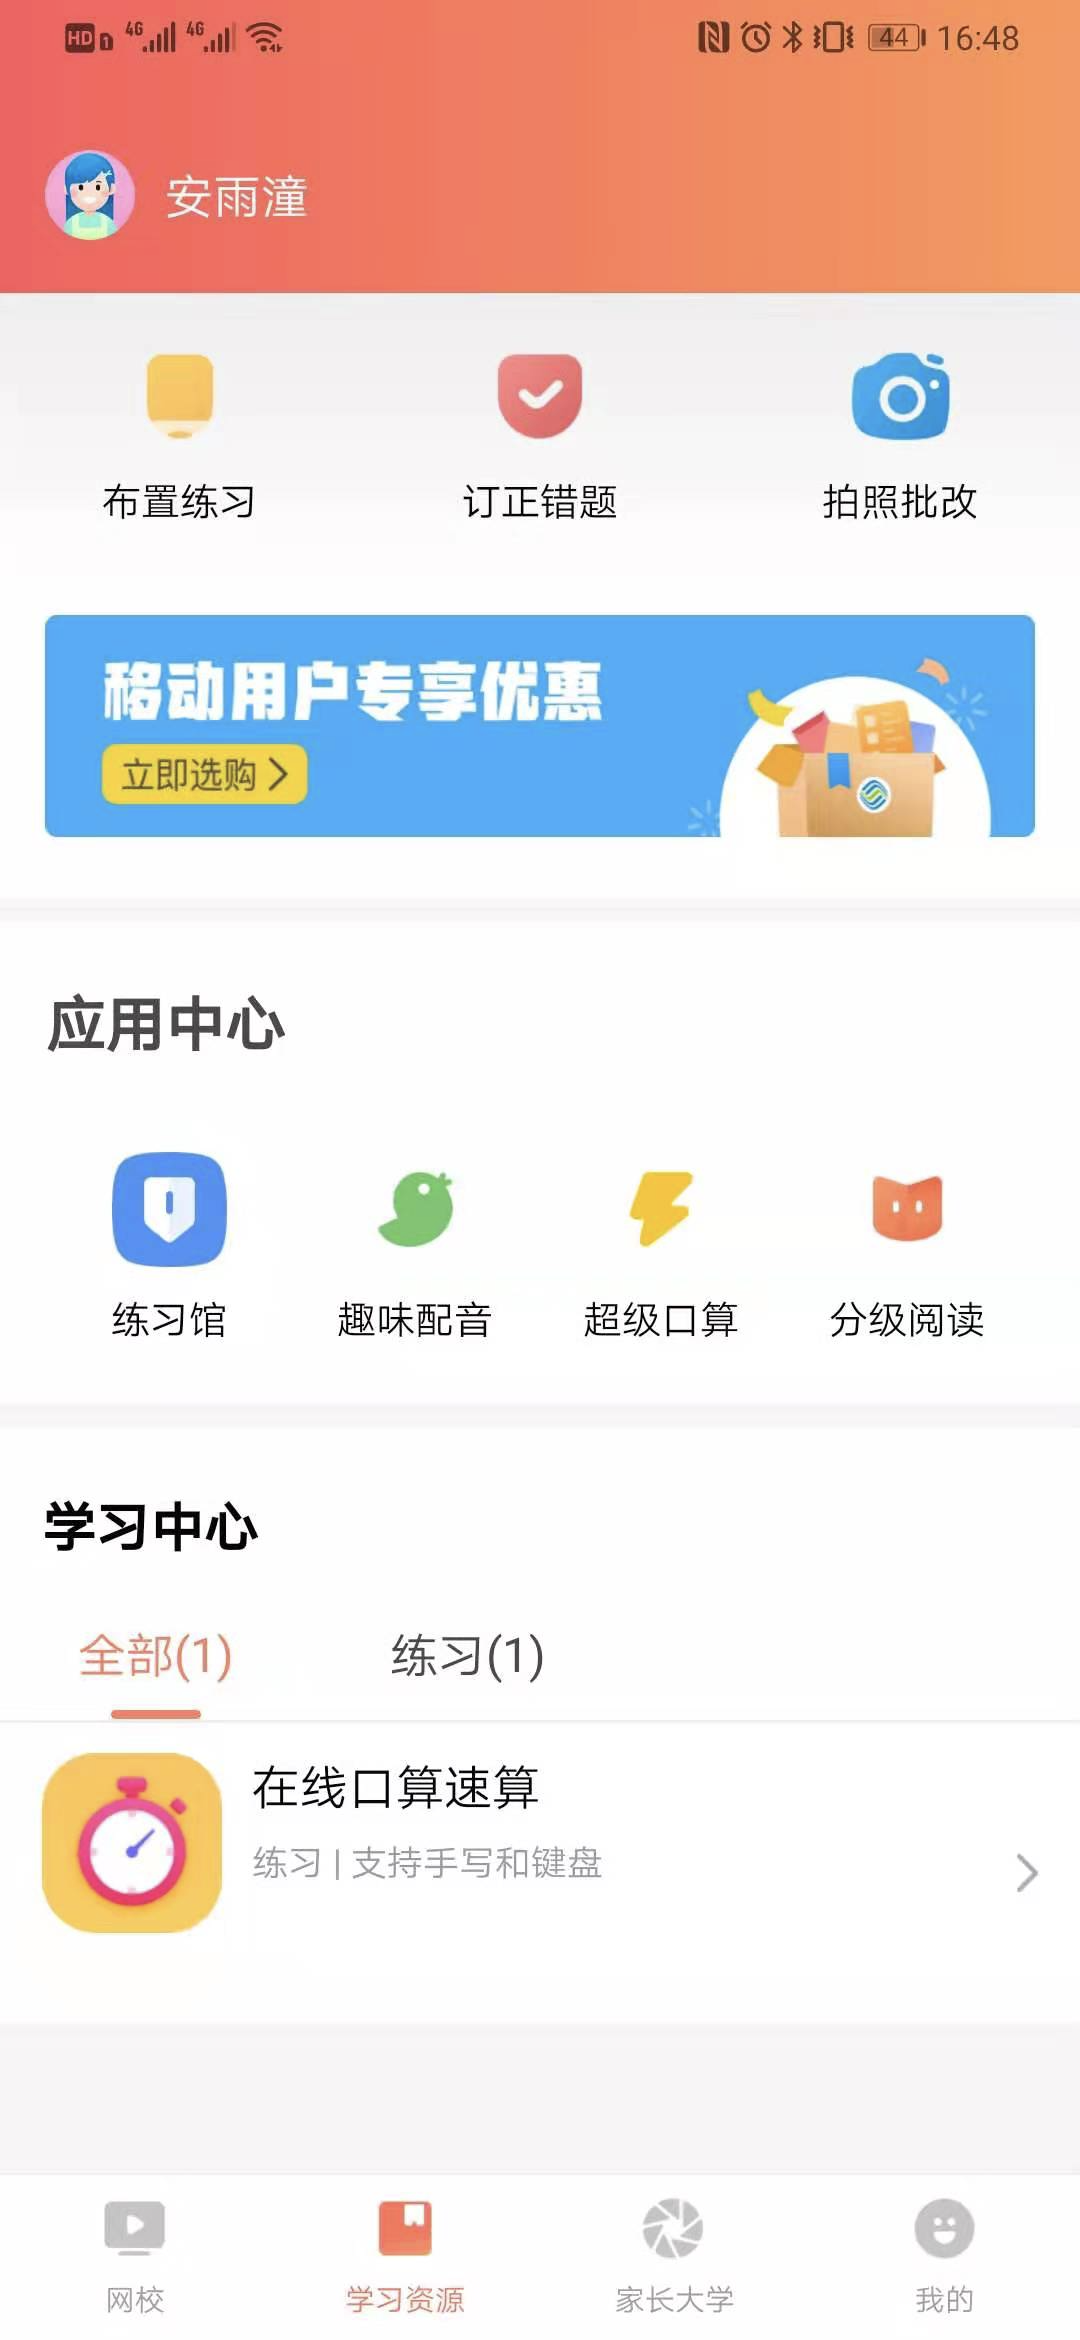 HD 1 4G 4G 44 16:48
安雨潼
布置练习 订正错题 拍照批改
移动用户专享优惠
立即选购
应用中心
练习馆 趣味配音 超级口算 分级阅读
学习中心
全部(1) 练习(1)
在线口算速算
练习 | 支持手写和键盘
网校 学习资源 家长大学 我的